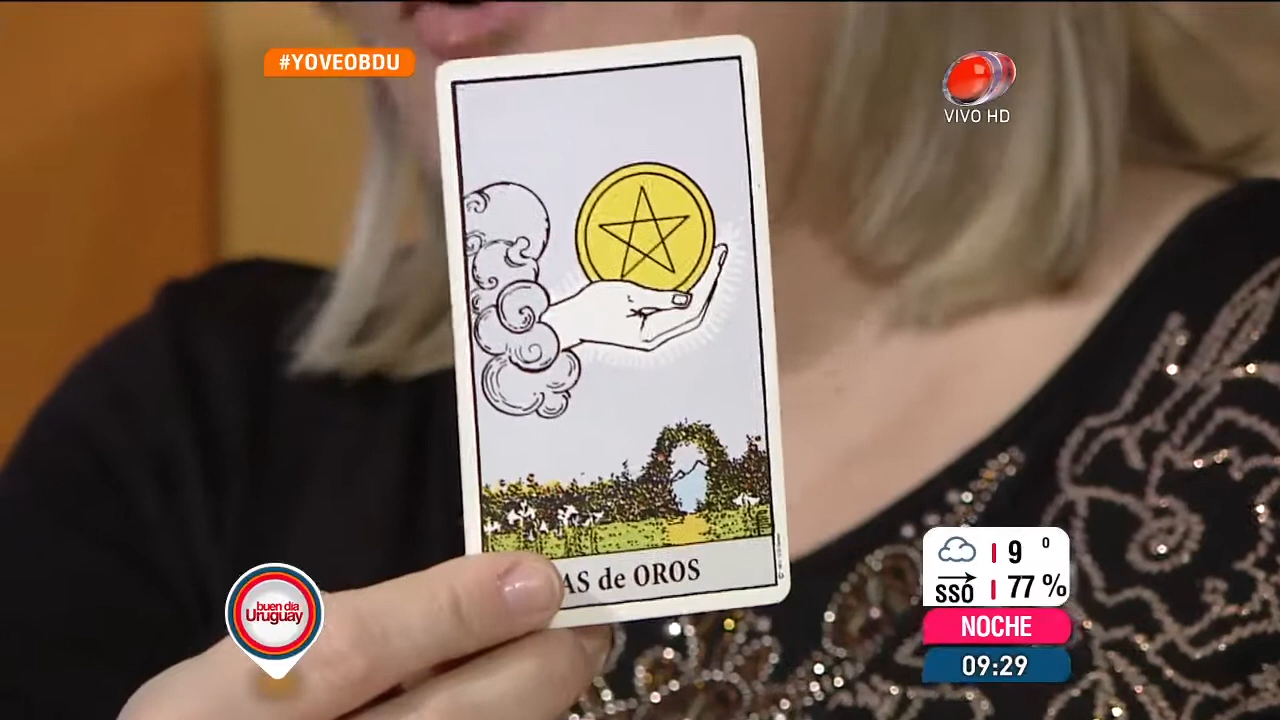 #YOVEOBDU
VIVO HD
AS de OROS
buen día
Uruguay
9 º
SSO 77 %
NOCHE
09:29